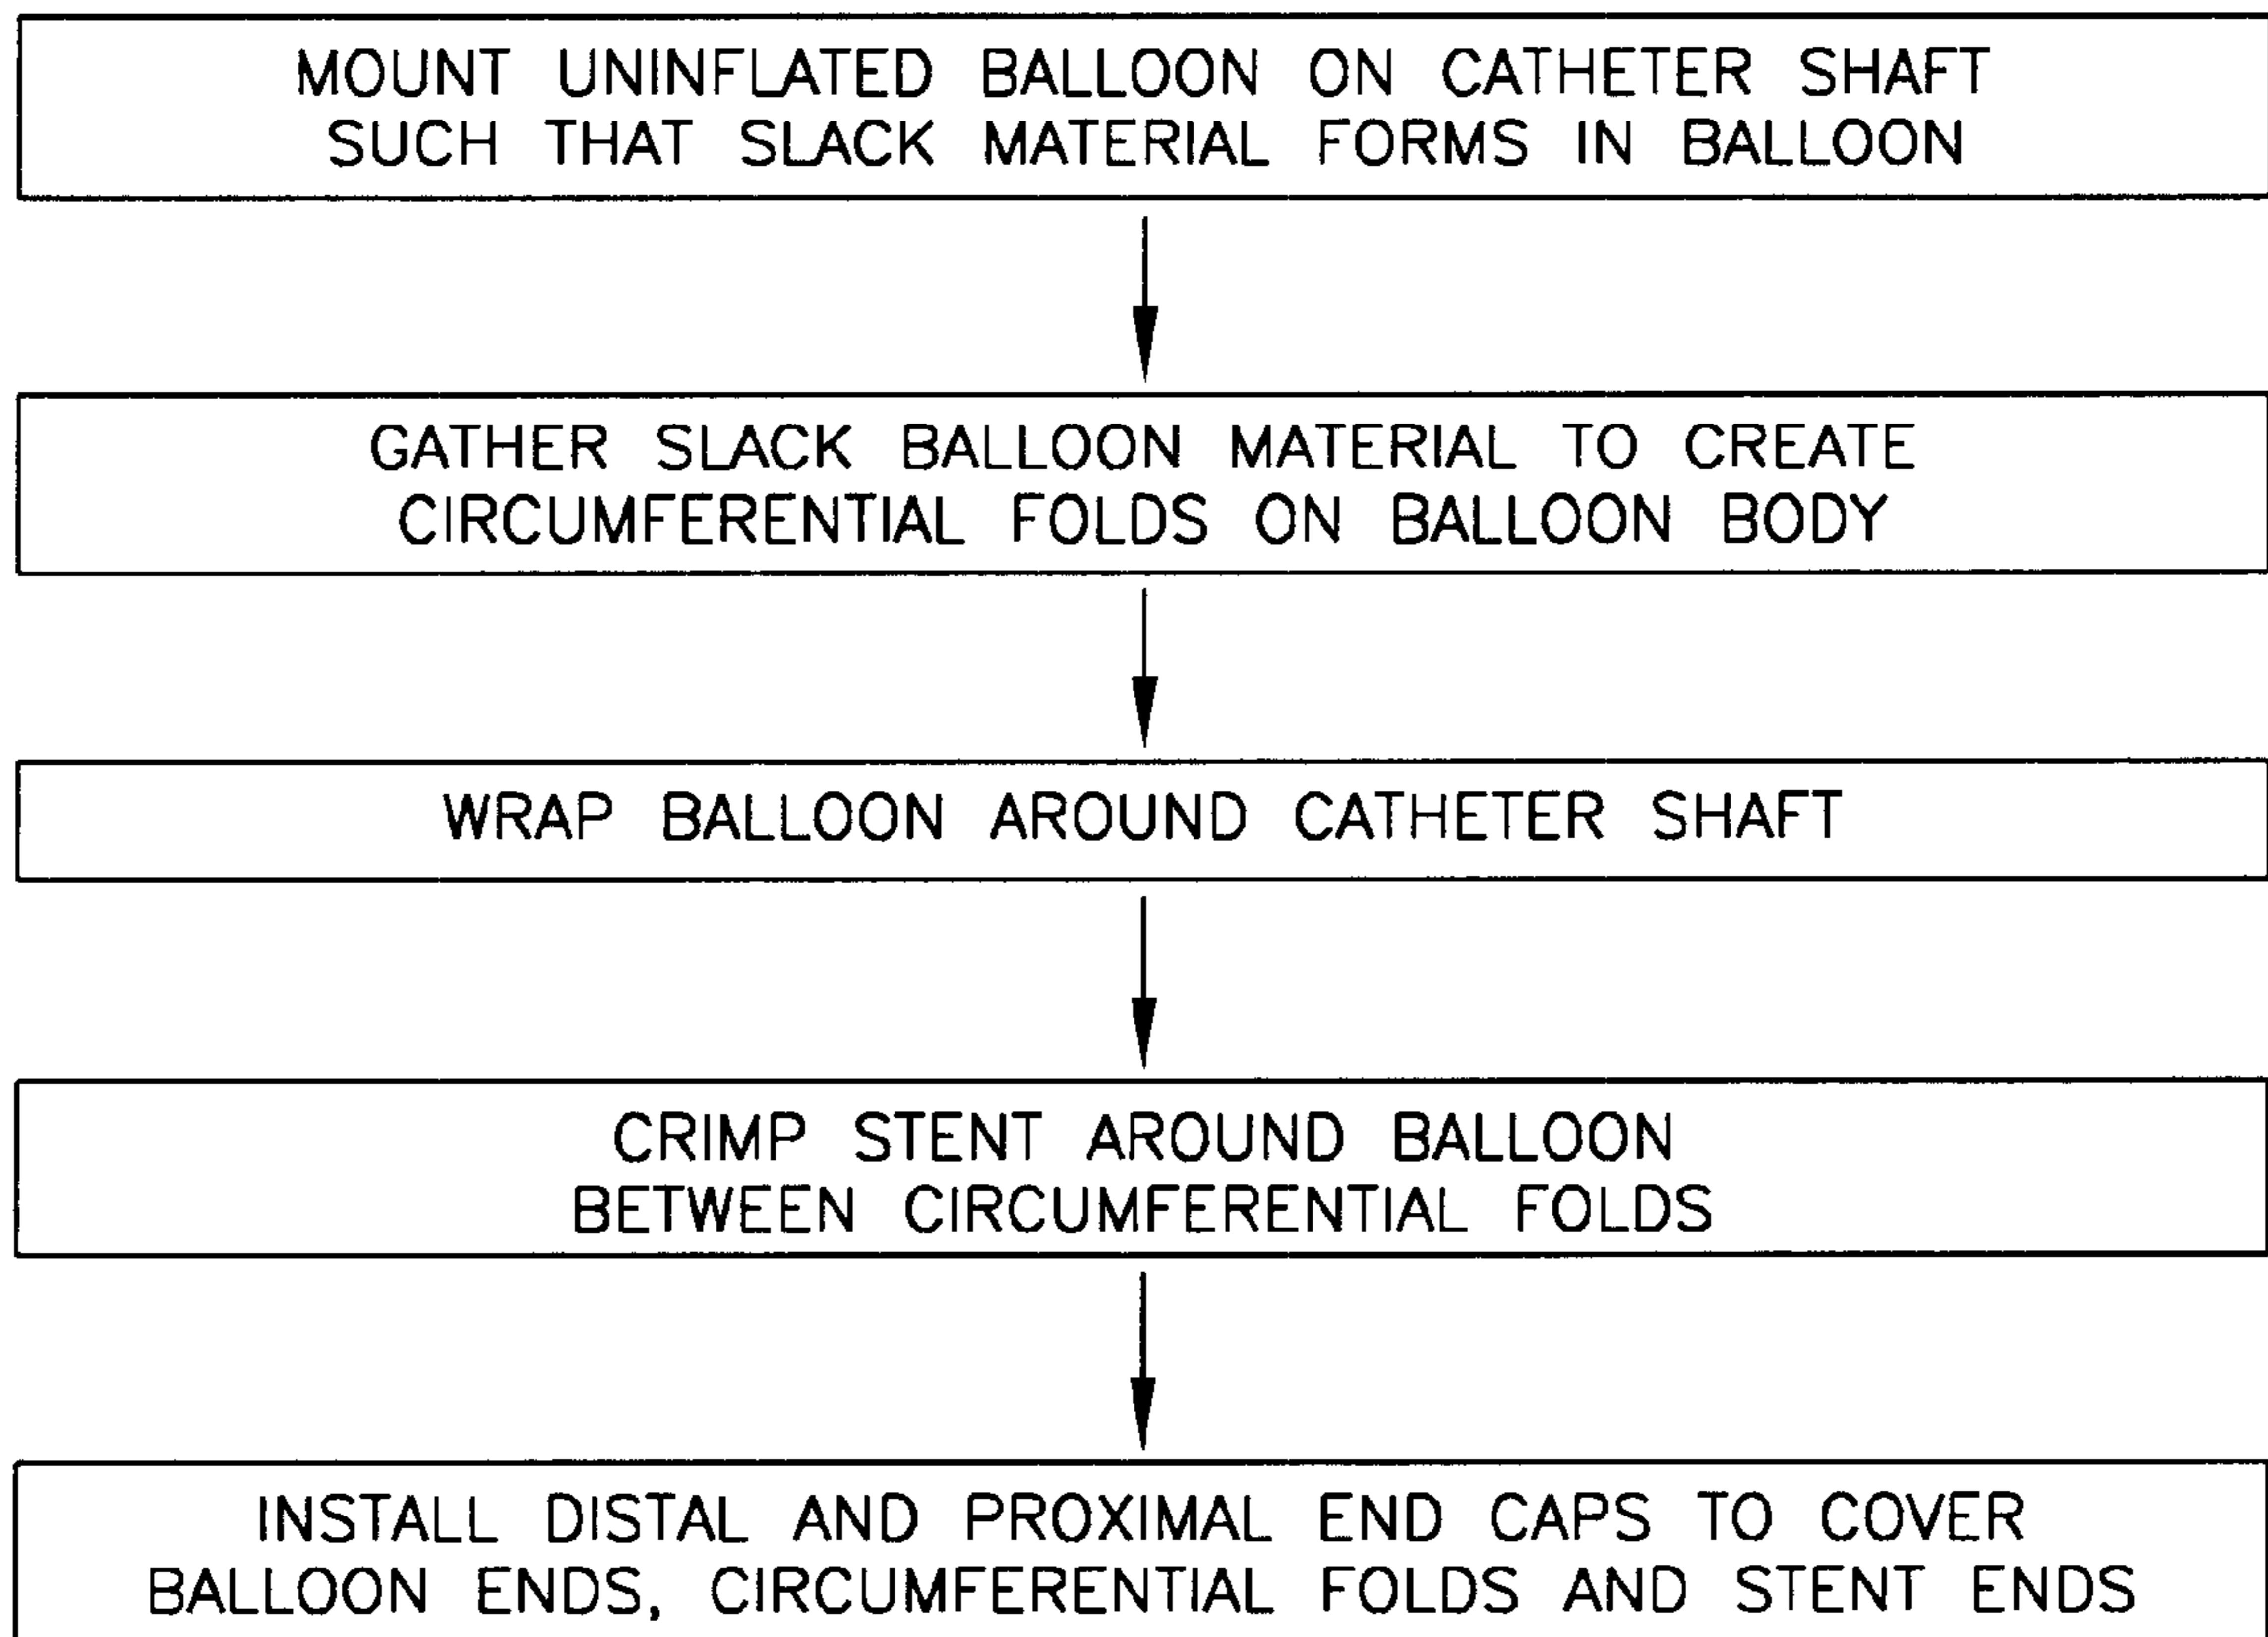 MOUNT UNINFLATED BALLOON ON CATHETER SHAFT
SUCH THAT SLACK MATERIAL FORMS IN BALLOON
GATHER SLACK BALLOON MATERIAL TO CREATE
CIRCUMFERENTIAL FOLDS ON BALLOON BODY
WRAP BALLOON AROUND CATHETER SHAFT
CRIMP STENT AROUND BALLOON
BETWEEN CIRCUMFERENTIAL FOLDS
INSTALL DISTAL AND PROXIMAL END CAPS TO COVER
BALLOON ENDS, CIRCUMFERENTIAL FOLDS AND STENT ENDS